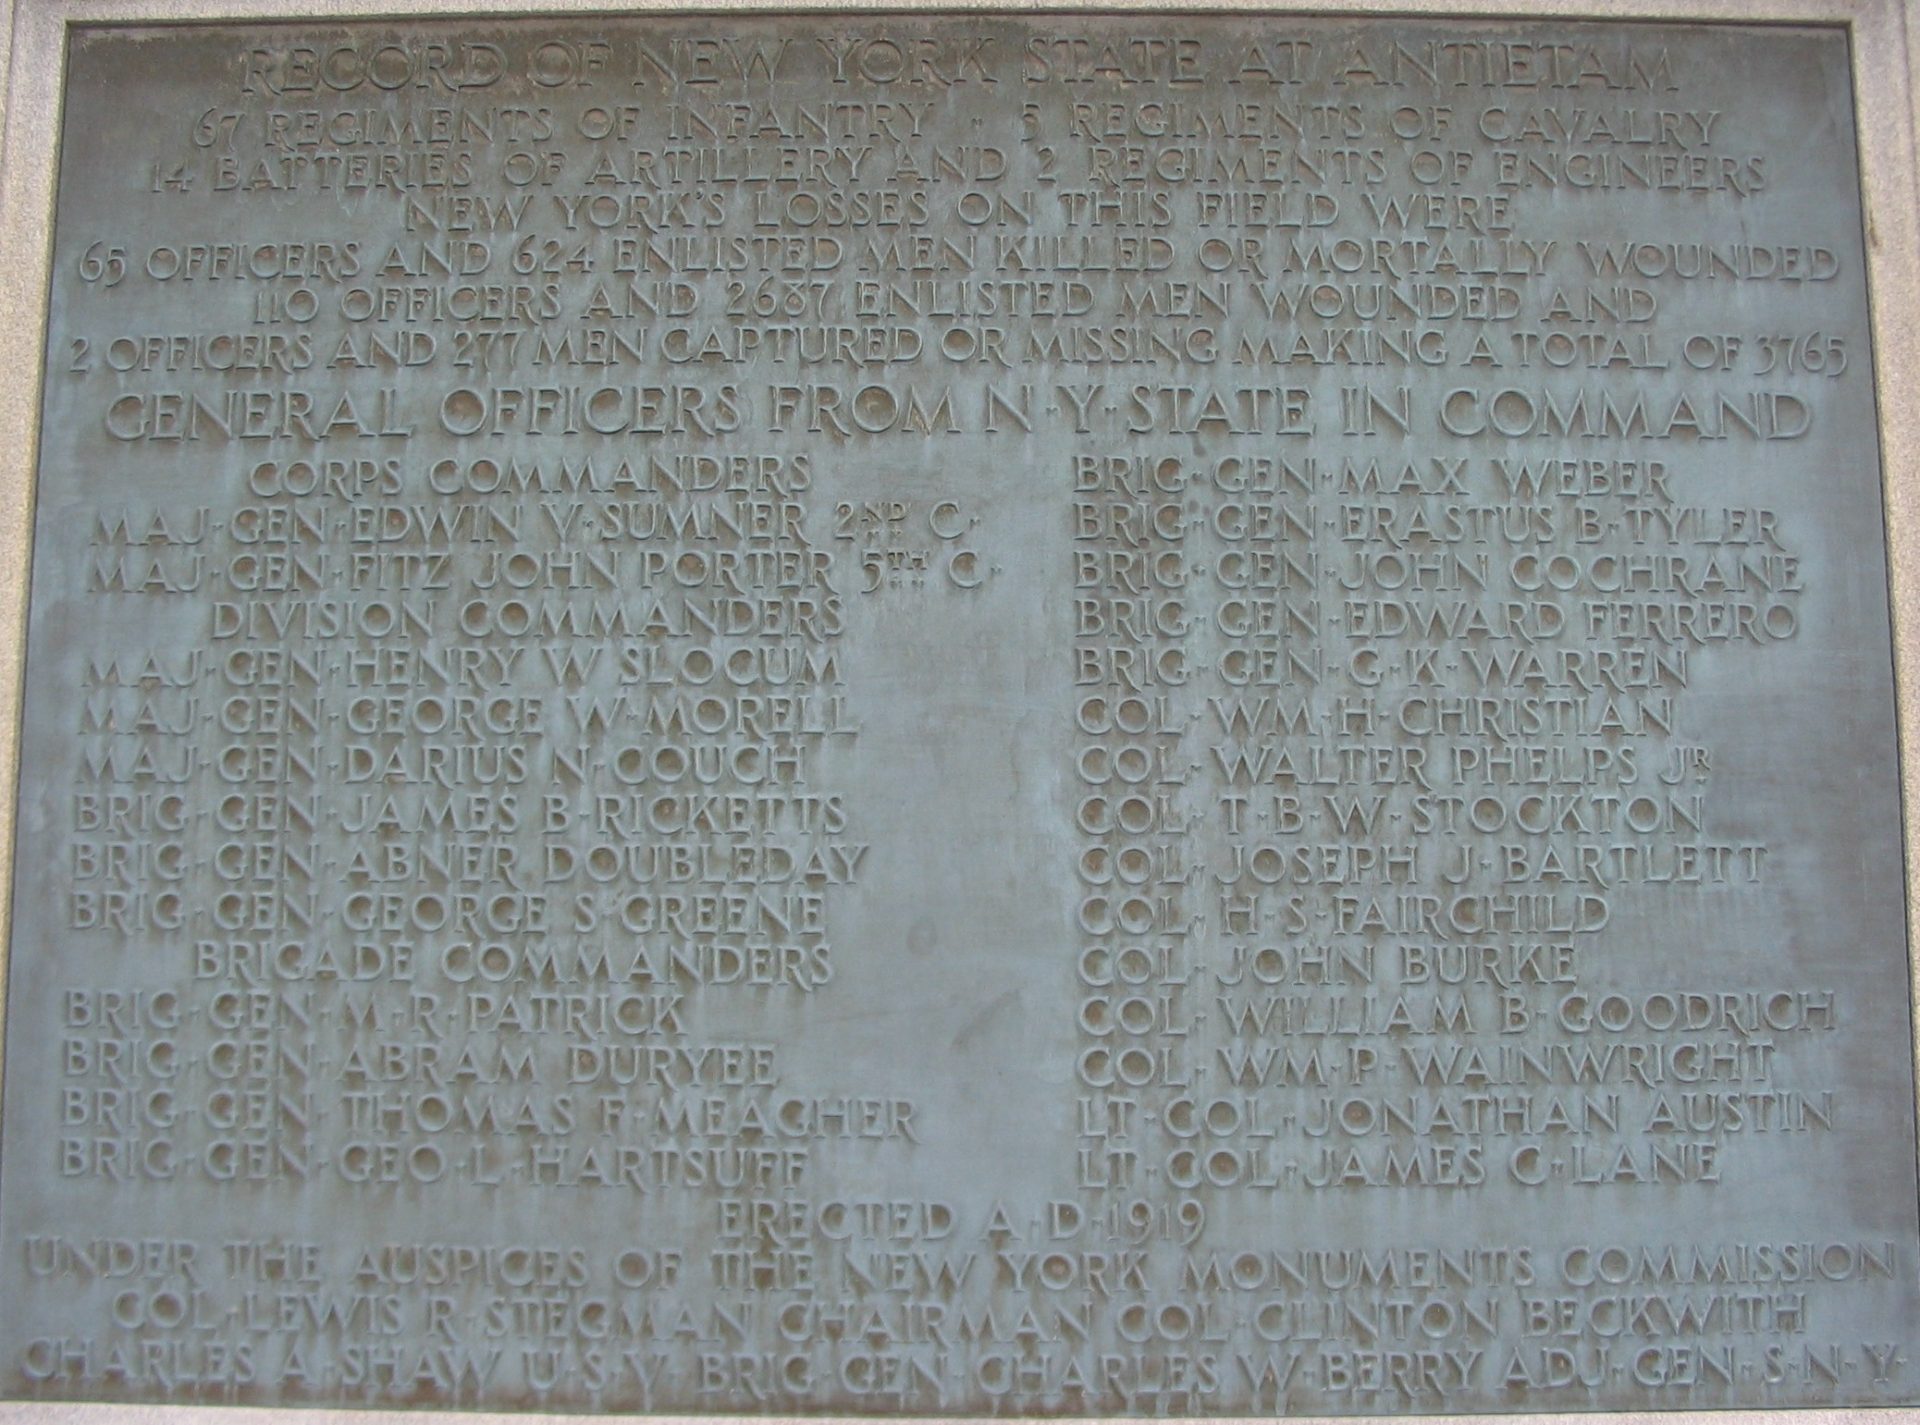 RECORD OF NEW YORK STATE AT ANTIETAM
67 REGIMENTS OF INFANTRY · 5 REGIMENTS OF CAVALRY
14 BATTERIES OF ARTILLERY AND 2 REGIMENTS OF ENGINEERS
NEW YORK'S LOSSES ON THIS FIELD WERE
65 OFFICERS AND 624 ENLISTED MEN KILLED OR MORTALLY WOUNDED
110 OFFICERS AND 2687 ENLISTED MEN WOUNDED AND
2 OFFICERS AND 277 MEN CAPTURED OR MISSING MAKING A TOTAL OF 3765
GENERAL OFFICERS FROM N·Y·STATE IN COMMAND
CORPS COMMANDERS
MAJ·GEN·EDWIN V·SUMNER 2ND C·
MAJ·GEN·FITZ JOHN PORTER 5TH C·
DIVISION COMMANDERS
MAJ·GEN·HENRY W SLOCUM
MAJ·GEN·GEORGE W·MORELL
MAJ·GEN·DARIUS N·COUCH
BRIG·GEN·JAMES B·RICKETTS
BRIG·GEN·ABNER DOUBLEDAY
BRIG·GEN·GEORGE S·GREENE
BRIGADE COMMANDERS
BRIG·GEN·M·R·PATRICK
BRIG·GEN·ABRAM DURYEE
BRIG·GEN·THOMAS F·MEAGHER
BRIG·GEN·GEO·L·HARTSUFF
BRIG·GEN·MAX WEBER
BRIG·GEN·ERASTUS B·TYLER
BRIG·GEN·JOHN COCHRANE
BRIG·GEN·EDWARD FERRERO
BRIG·GEN·G·K·WARREN
COL·WM·H·CHRISTIAN
COL·WALTER PHELPS JR
COL·T·B·W·STOCKTON
COL·JOSEPH J·BARTLETT
COL·H·S·FAIRCHILD
COL·JOHN BURKE
COL·WILLIAM B·GOODRICH
COL·WM·P·WAINWRIGHT
LT·COL·JONATHAN AUSTIN
LT·COL·JAMES C·LANE
ERECTED A·D·1919
UNDER THE AUSPICES OF THE NEW YORK MONUMENTS COMMISSION
COL·LEWIS R·STEGMAN CHAIRMAN COL·CLINTON BECKWITH
CHARLES A·SHAW U·S·V·BRIG·GEN·CHARLES W·BERRY ADJ·GEN·S·N·Y·